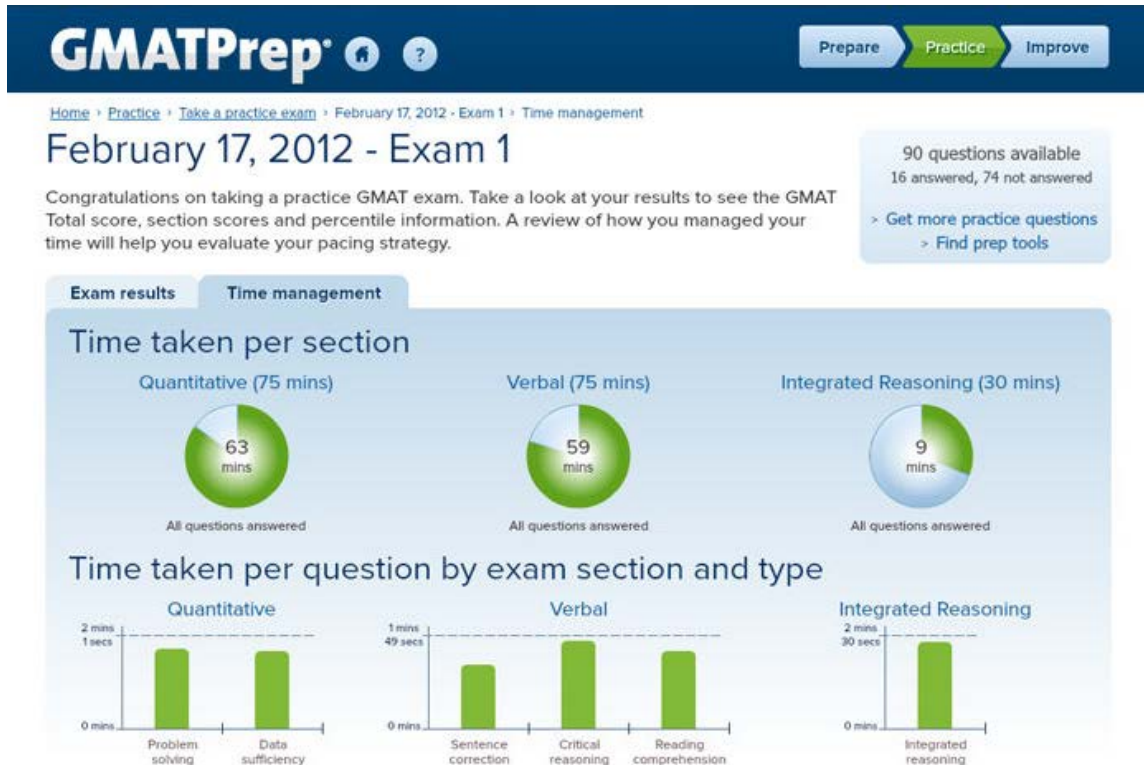 GMATPrep
?
Prepare
Practice
Improve
Home › Practice › Take a practice exam › February 17, 2012 - Exam 1 › Time management
February 17, 2012 - Exam 1
Congratulations on taking a practice GMAT exam. Take a look at your results to see the GMAT
Total score, section scores and percentile information. A review of how you managed your
time will help you evaluate your pacing strategy.
90 questions available
16 answered, 74 not answered
> Get more practice questions
> Find prep tools
Exam results
Time management
Time taken per section
Quantitative (75 mins)
63
mins
All questions answered
Verbal (75 mins)
59
mins
All questions answered
Integrated Reasoning (30 mins)
9
mins
All questions answered
Time taken per question by exam section and type
Quantitative
2 mins
1 secs
0 mins
Problem
solving
Data
sufficiency
Verbal
1 mins
49 secs
0 mins
Sentence
correction
Critical
reasoning
Reading
comprehension
Integrated Reasoning
2 mins
30 secs
0 mins
Integrated
reasoning